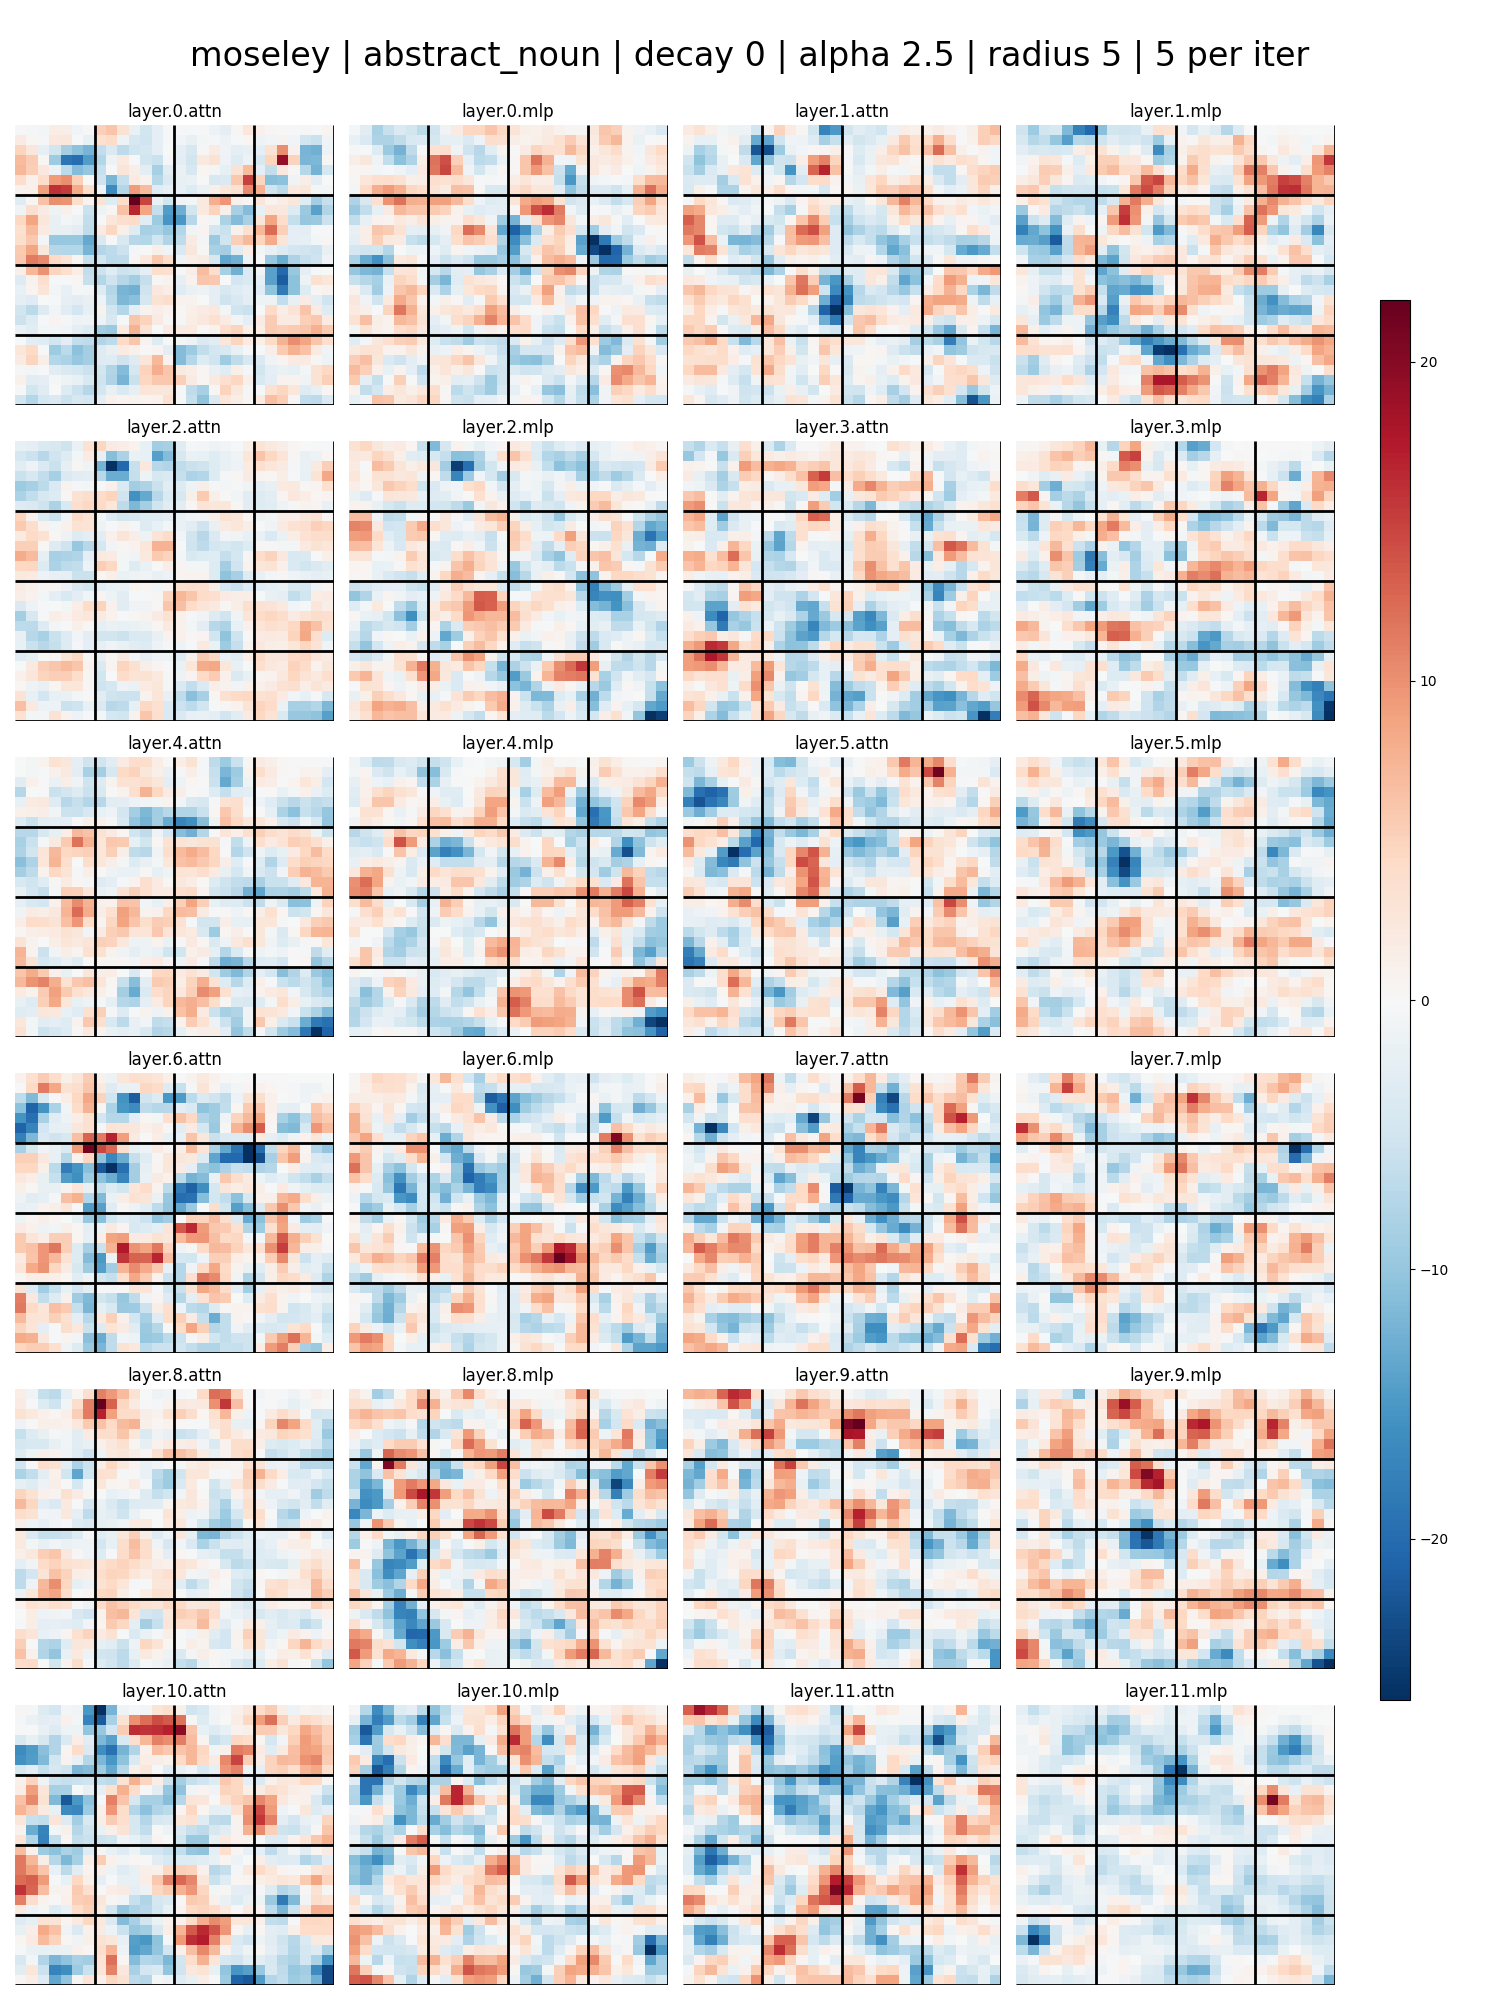 moseley | abstract_noun | decay 0 | alpha 2.5 | radius 5 | 5 per iter
layer.0.attn
layer.0.mlp
layer.1.attn
layer.1.mlp
layer.2.attn
layer.2.mlp
layer.3.attn
layer.3.mlp
layer.4.attn
layer.4.mlp
layer.5.attn
layer.5.mlp
layer.6.attn
layer.6.mlp
layer.7.attn
layer.7.mlp
layer.8.attn
layer.8.mlp
layer.9.attn
layer.9.mlp
layer.10.attn
layer.10.mlp
layer.11.attn
layer.11.mlp
20
10
0
−10
−20